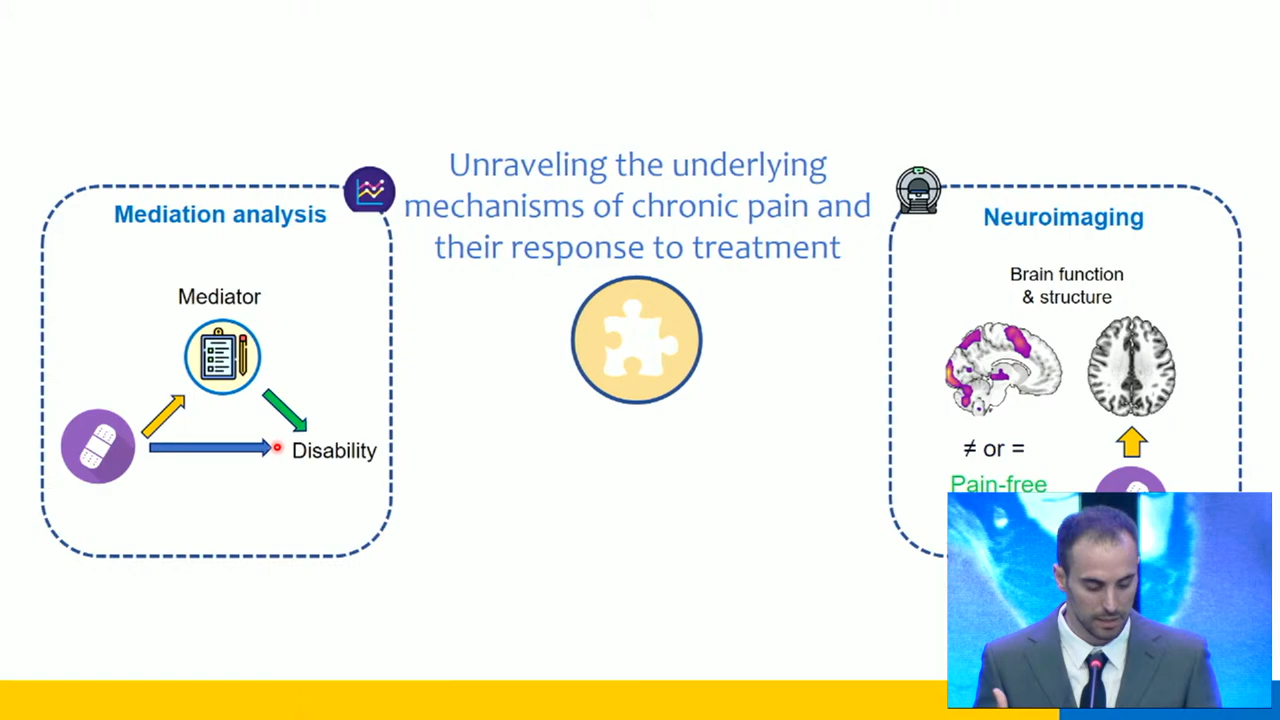 Unraveling the underlying
mechanisms of chronic pain and
their response to treatment
Mediation analysis
Mediator
Disability
Neuroimaging
Brain function
& structure
≠ or =
Pain-free